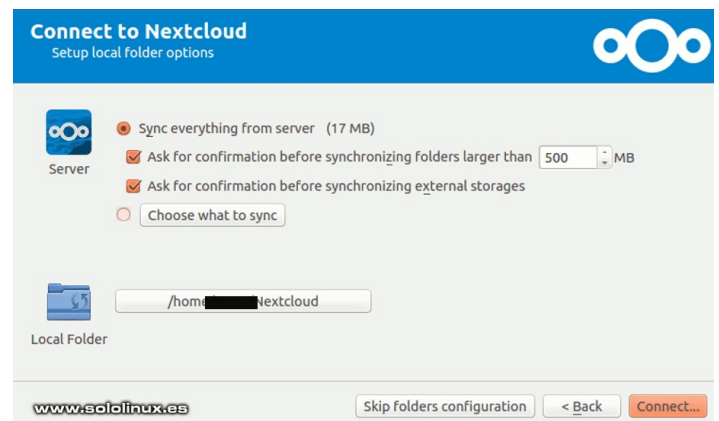 Connect to Nextcloud
Setup local folder options
Sync everything from server (17 MB)
Ask for confirmation before synchronizing folders larger than 500 MB
Server
Ask for confirmation before synchronizing external storages
Choose what to sync
/home Nextcloud
Local Folder
www.sololinux.es
Skip folders configuration
< Back
Connect...